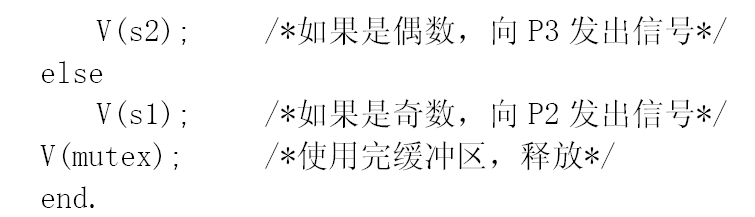 V(s2);     /*如果是偶数，向 P3 发出信号*/
else
V(s1);     /*如果是奇数，向 P2 发出信号*/
V(mutex);     /*使用完缓冲区，释放*/
end.